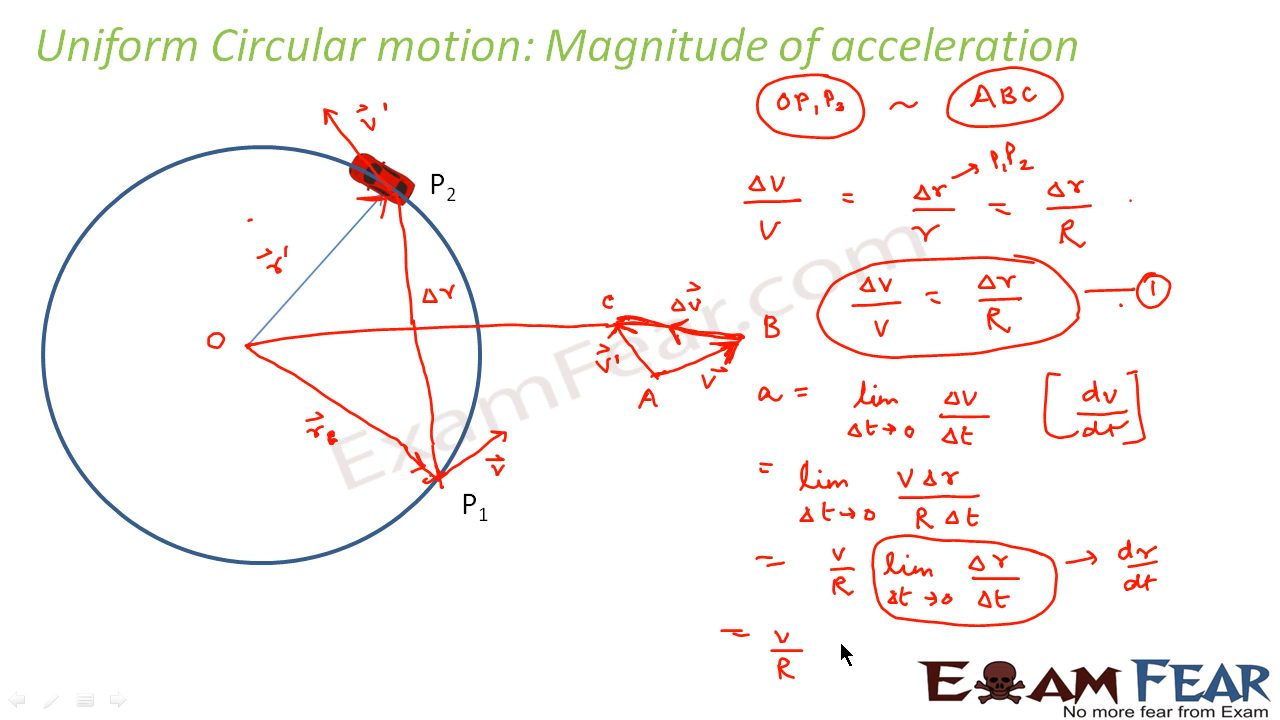 Uniform Circular motion: Magnitude of acceleration
OP₁P₂ ~ ABC
v⃗'
P₂
→ P₁P₂
Δv/v = Δr/r = Δr/R
r⃗'
Δr
O
C
Δv⃗
B
Δv/v = Δr/R — ①
v⃗'
v⃗
A
a = lim Δt→0 Δv/Δt [dv/dt]
r⃗
v⃗
P₁
= lim Δt→0 vΔr/RΔt
= v/R lim Δt→0 Δr/Δt → dr/dt
= v/R
ExamFear.com
EXAM FEAR
No more fear from Exam